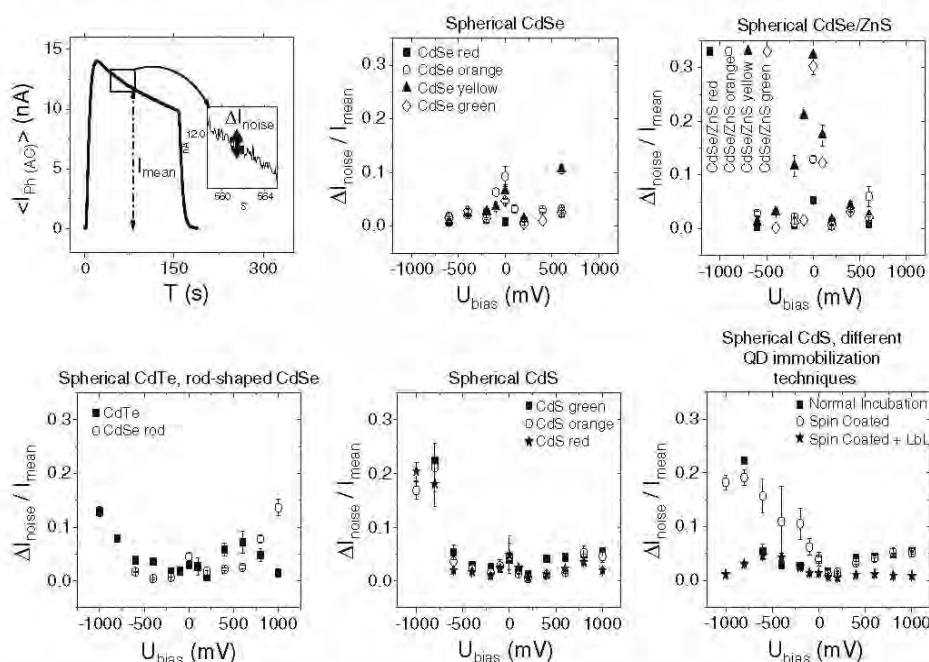 <I_Ph (AC)> (nA)
15
10
5
0
0
150
300
T (s)
I_mean
ΔI_noise
12.0
nA
560
564
s
Spherical CdSe
CdSe red
CdSe orange
CdSe yellow
CdSe green
ΔI_noise / I_mean
0.3
0.2
0.1
0.0
-1000
-500
0
500
1000
U_bias (mV)
Spherical CdSe/ZnS
CdSe/ZnS red
CdSe/ZnS orange
CdSe/ZnS yellow
CdSe/ZnS green
ΔI_noise / I_mean
0.3
0.2
0.1
0.0
-1000
-500
0
500
1000
U_bias (mV)
Spherical CdTe, rod-shaped CdSe
CdTe
CdSe rod
ΔI_noise / I_mean
0.3
0.2
0.1
0.0
-1000
-500
0
500
1000
U_bias (mV)
Spherical CdS
CdS green
CdS orange
CdS red
ΔI_noise / I_mean
0.3
0.2
0.1
0.0
-1000
-500
0
500
1000
U_bias (mV)
Spherical CdS, different
QD immobilization
techniques
Normal Incubation
Spin Coated
Spin Coated + LbL
ΔI_noise / I_mean
0.3
0.2
0.1
0.0
-1000
-500
0
500
1000
U_bias (mV)